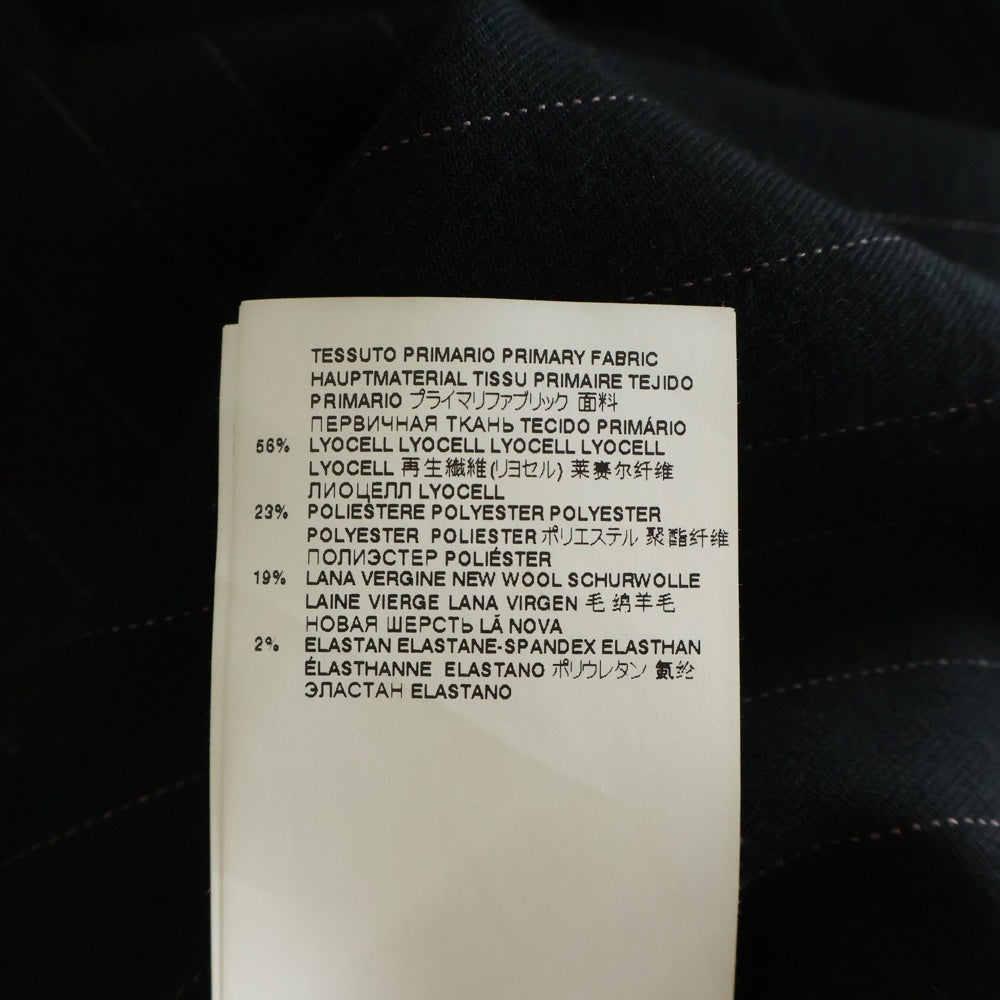 TESSUTO PRIMARIO PRIMARY FABRIC
HAUPTMATERIAL TISSU PRIMAIRE TEJIDO
PRIMARIO プライマリファブリック 面料
ПЕРВИЧНАЯ ТКАНЬ TECIDO PRIMÁRIO
56% LYOCELL LYOCELL LYOCELL LYOCELL
LYOCELL 再生繊維(リヨセル) 莱赛尔纤维
ЛИОЦЕЛЛ LYOCELL
23% POLIESTERE POLYESTER POLYESTER
POLYESTER POLIESTER ポリエステル 聚酯纤维
ПОЛИЭСТЕР POLIÉSTER
19% LANA VERGINE NEW WOOL SCHURWOLLE
LAINE VIERGE LANA VIRGEN 毛 绵羊毛
НОВАЯ ШЕРСТЬ LÃ NOVA
2% ELASTAN ELASTANE-SPANDEX ELASTHAN
ÉLASTHANNE ELASTANO ポリウレタン 氨纶
ЭЛАСТАН ELASTANO